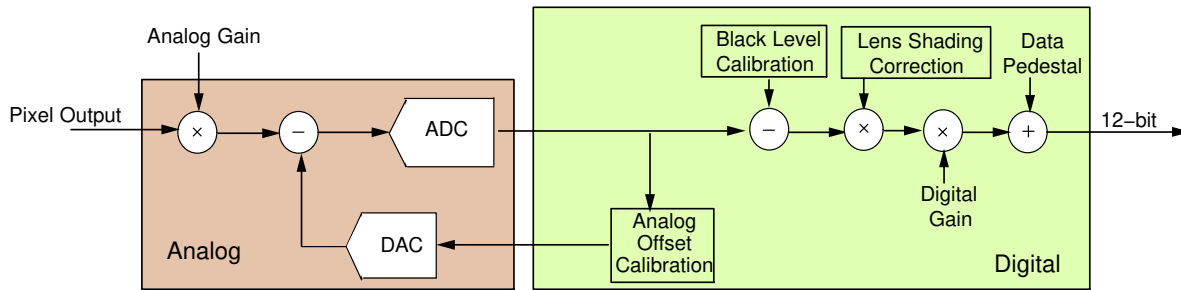 Analog Gain
Pixel Output
×
−
ADC
DAC
Analog
Black Level
Calibration
Lens Shading
Correction
Data
Pedestal
−
×
×
+
12−bit
Digital
Gain
Analog
Offset
Calibration
Digital